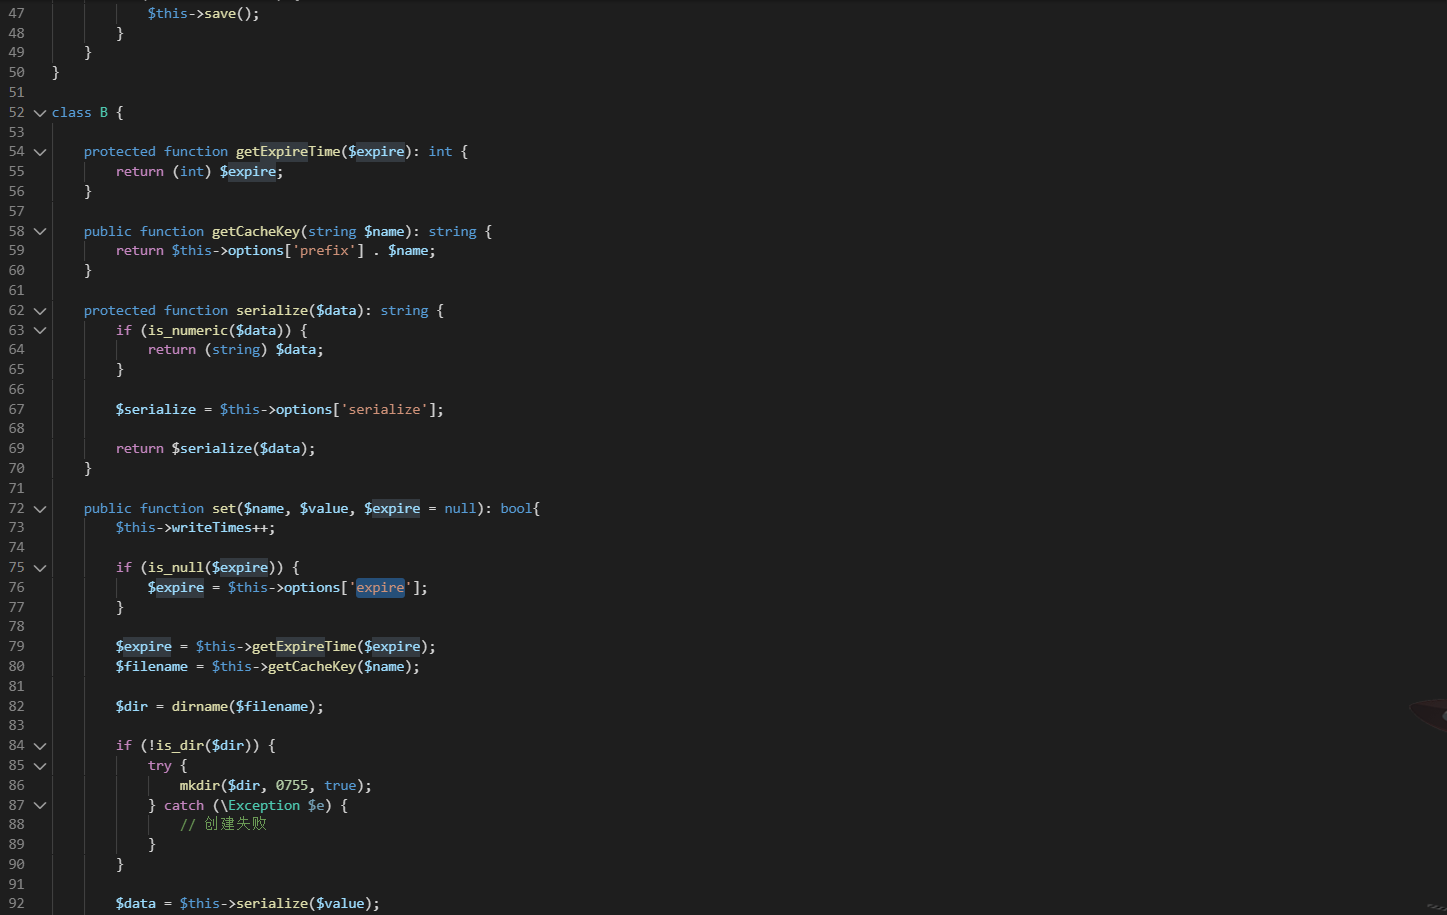 47 $this->save();
48 }
49 }
50 }
51
52 class B {
53
54 protected function getExpireTime($expire): int {
55 return (int) $expire;
56 }
57
58 public function getCacheKey(string $name): string {
59 return $this->options['prefix'] . $name;
60 }
61
62 protected function serialize($data): string {
63 if (is_numeric($data)) {
64 return (string) $data;
65 }
66
67 $serialize = $this->options['serialize'];
68
69 return $serialize($data);
70 }
71
72 public function set($name, $value, $expire = null): bool{
73 $this->writeTimes++;
74
75 if (is_null($expire)) {
76 $expire = $this->options['expire'];
77 }
78
79 $expire = $this->getExpireTime($expire);
80 $filename = $this->getCacheKey($name);
81
82 $dir = dirname($filename);
83
84 if (!is_dir($dir)) {
85 try {
86 mkdir($dir, 0755, true);
87 } catch (\Exception $e) {
88 // 创建失败
89 }
90 }
91
92 $data = $this->serialize($value);